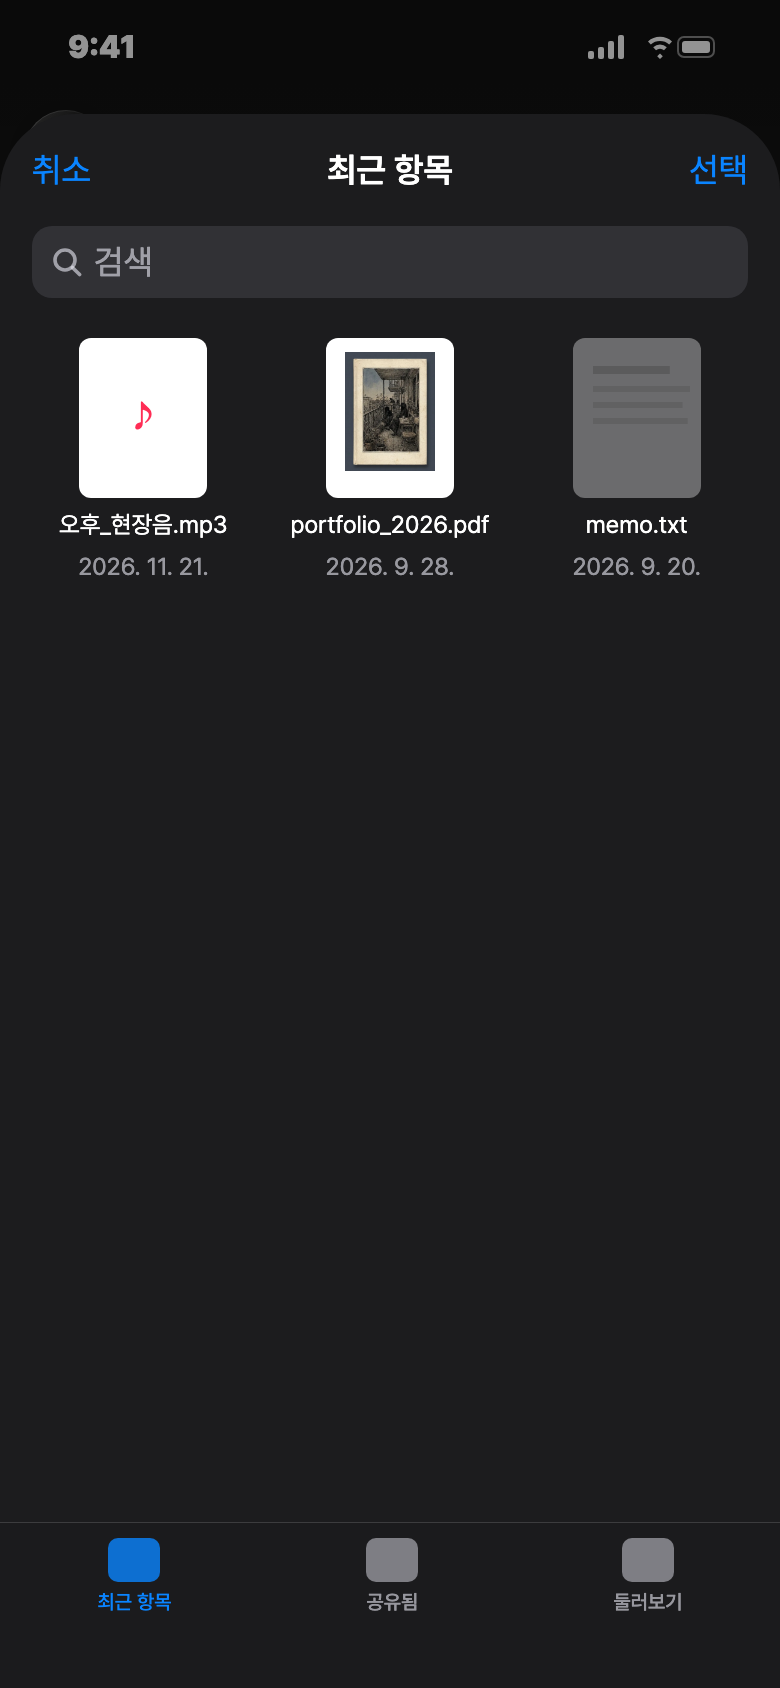 9:41
취소
최근 항목
선택
검색
오후_현장음.mp3
2026. 11. 21.
portfolio_2026.pdf
2026. 9. 28.
memo.txt
2026. 9. 20.
최근 항목
공유됨
둘러보기